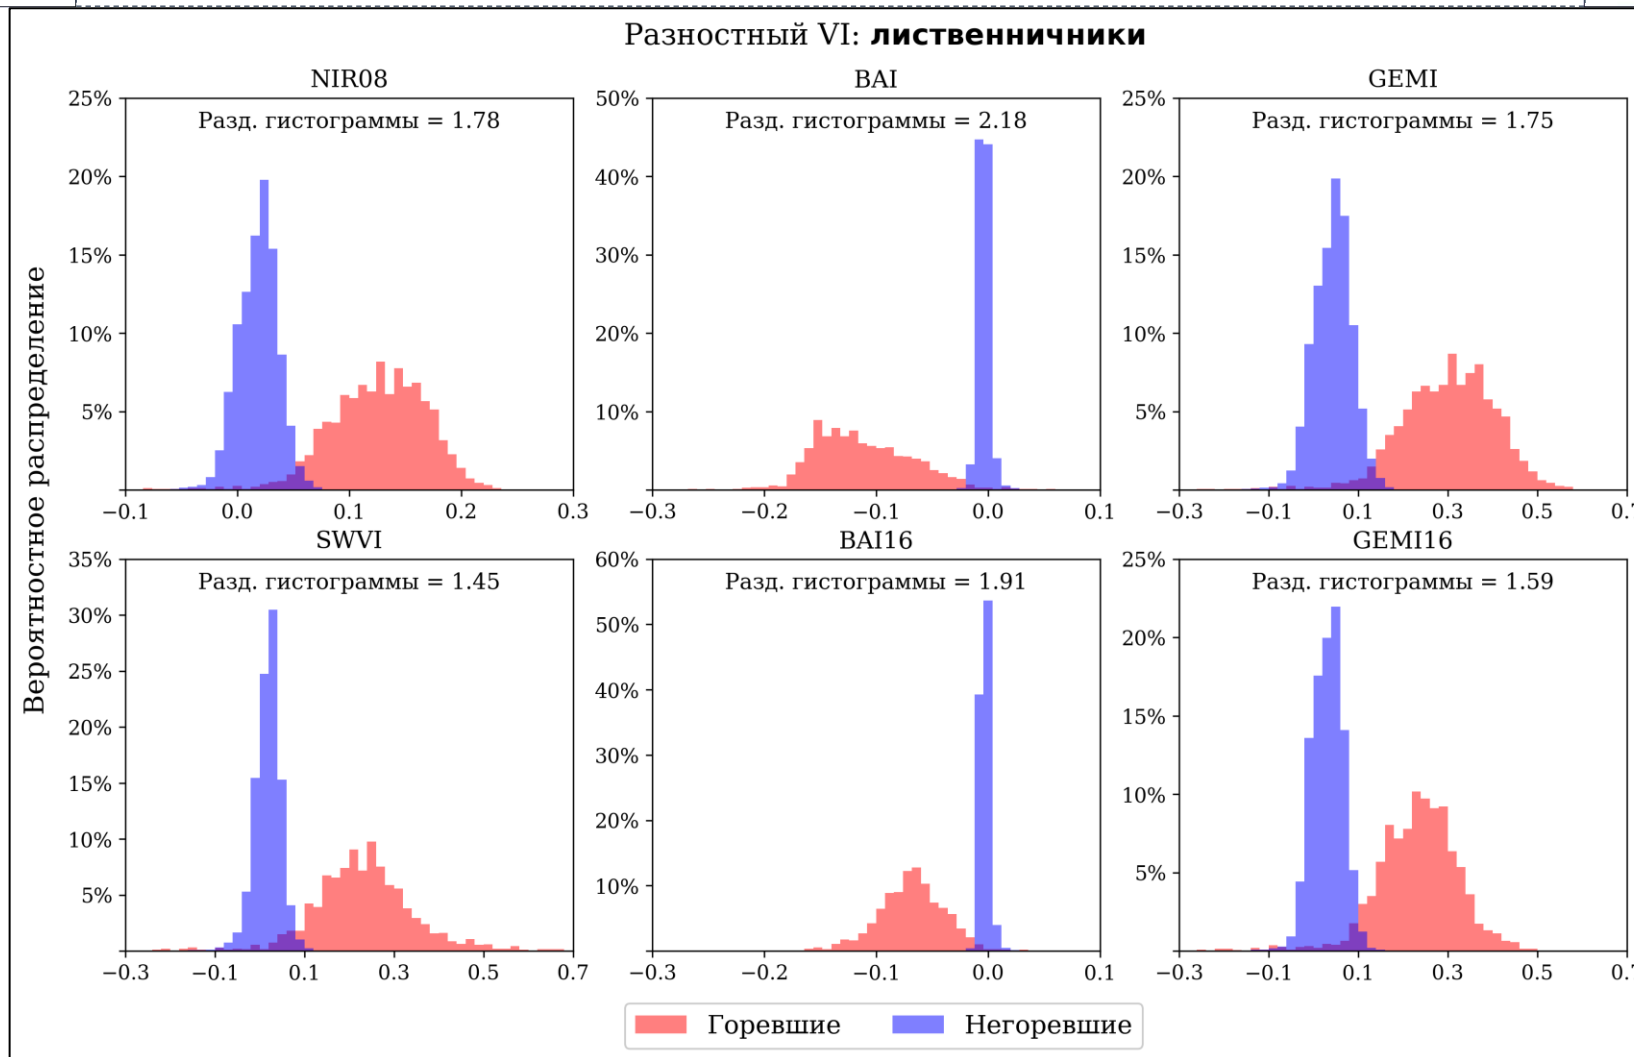 Разностный VI: лиственничники
Вероятностное распределение
NIR08
Разд. гистограммы = 1.78
25%
20%
15%
10%
5%
−0.1 0.0 0.1 0.2 0.3
BAI
Разд. гистограммы = 2.18
50%
40%
30%
20%
10%
−0.3 −0.2 −0.1 0.0 0.1
GEMI
Разд. гистограммы = 1.75
25%
20%
15%
10%
5%
−0.3 −0.1 0.1 0.3 0.5 0.7
SWVI
Разд. гистограммы = 1.45
35%
30%
25%
20%
15%
10%
5%
−0.3 −0.1 0.1 0.3 0.5 0.7
BAI16
Разд. гистограммы = 1.91
60%
50%
40%
30%
20%
10%
−0.3 −0.2 −0.1 0.0 0.1
GEMI16
Разд. гистограммы = 1.59
25%
20%
15%
10%
5%
−0.3 −0.1 0.1 0.3 0.5
Горевшие Негоревшие